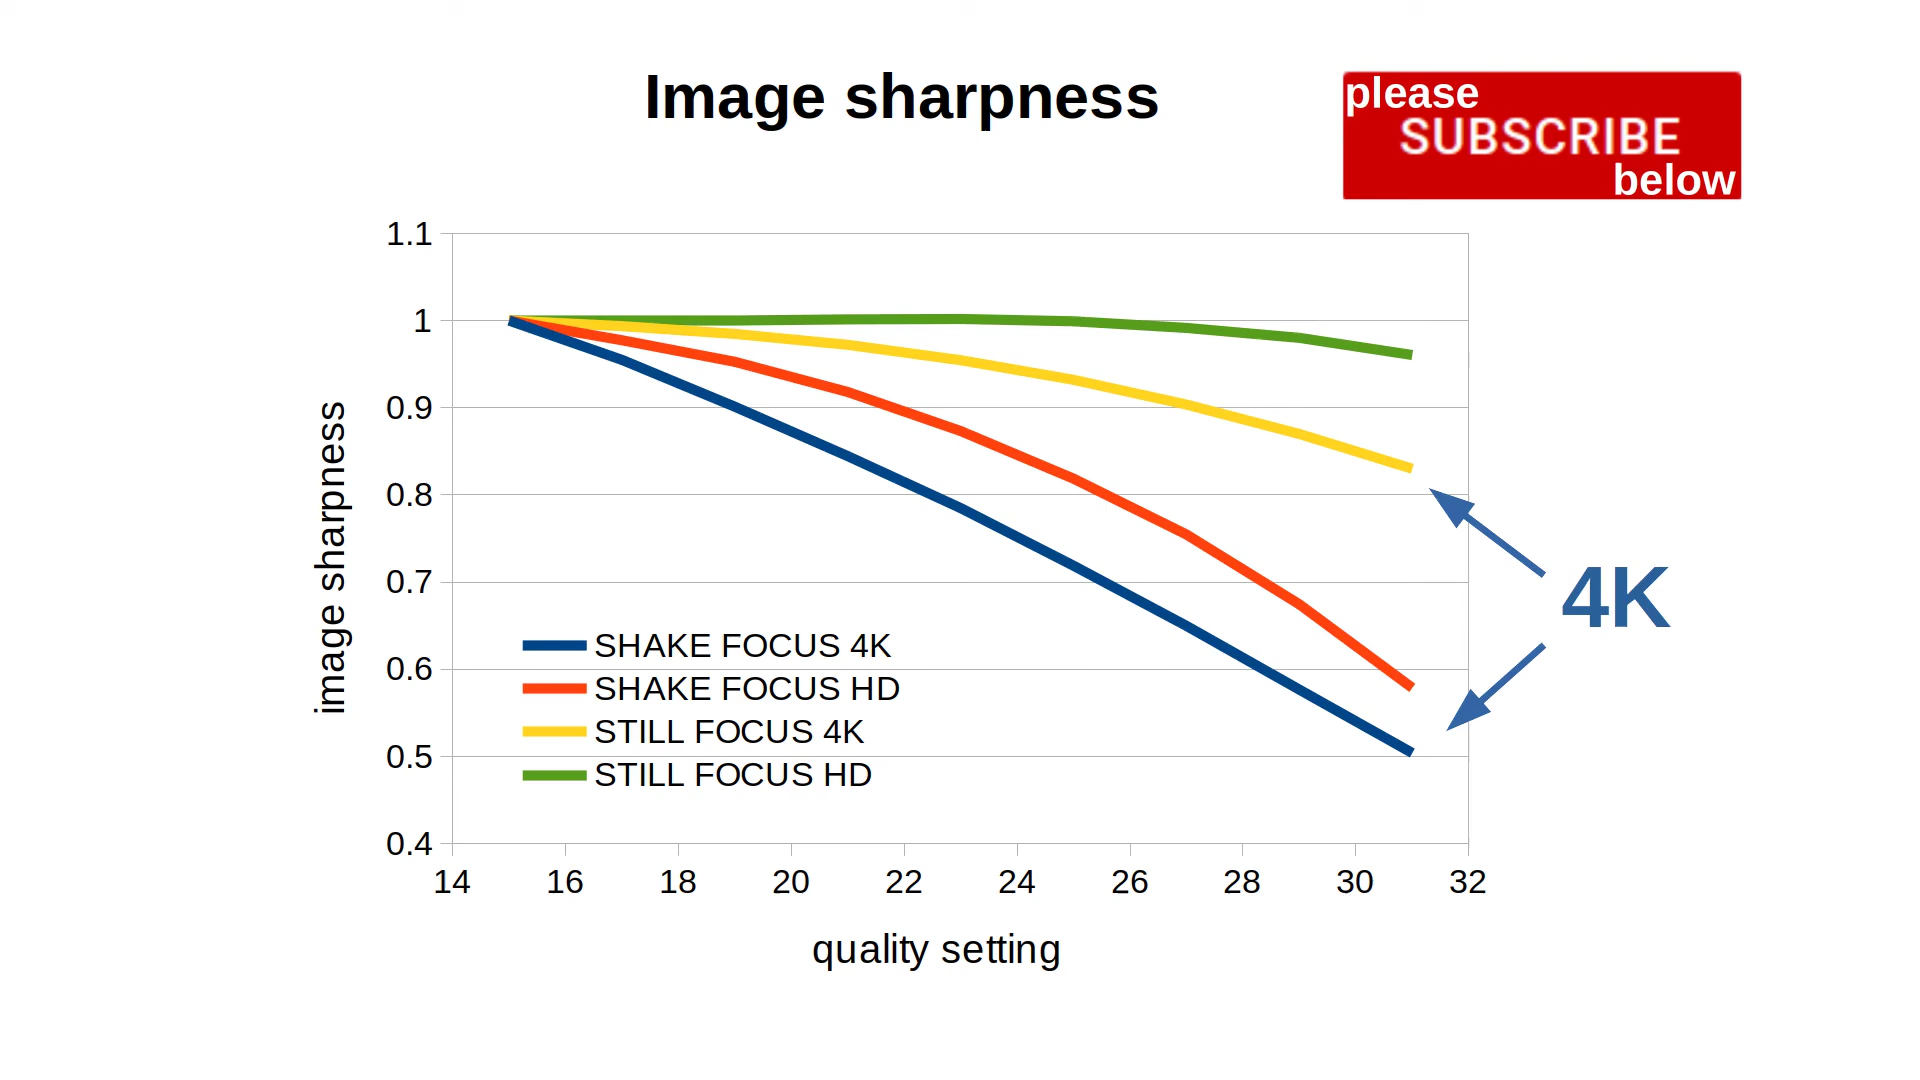 Image sharpness
please
SUBSCRIBE
below
1.1
1
0.9
0.8
0.7
0.6
0.5
0.4
image sharpness
SHAKE FOCUS 4K
SHAKE FOCUS HD
STILL FOCUS 4K
STILL FOCUS HD
4K
14 16 18 20 22 24 26 28 30 32
quality setting